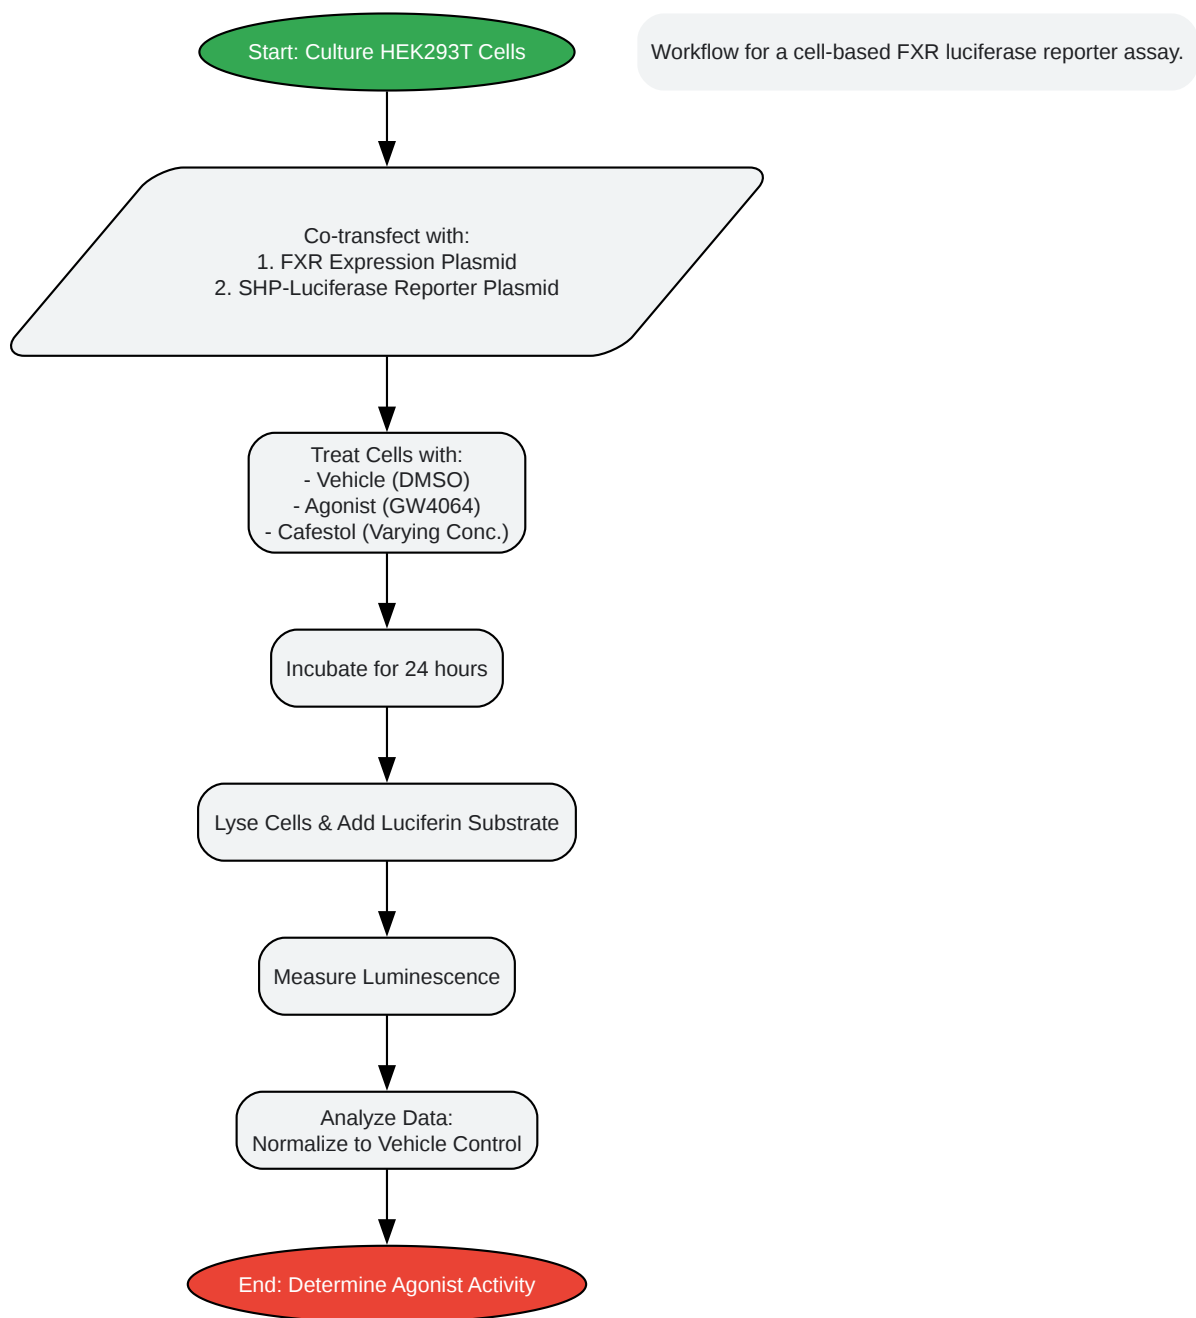 Start: Culture HEK293T Cells
Workflow for a cell-based FXR luciferase reporter assay.
Co-transfect with:
1. FXR Expression Plasmid
2. SHP-Luciferase Reporter Plasmid
Treat Cells with:
- Vehicle (DMSO)
- Agonist (GW4064)
- Cafestol (Varying Conc.)
Incubate for 24 hours
Lyse Cells & Add Luciferin Substrate
Measure Luminescence
Analyze Data:
Normalize to Vehicle Control
End: Determine Agonist Activity